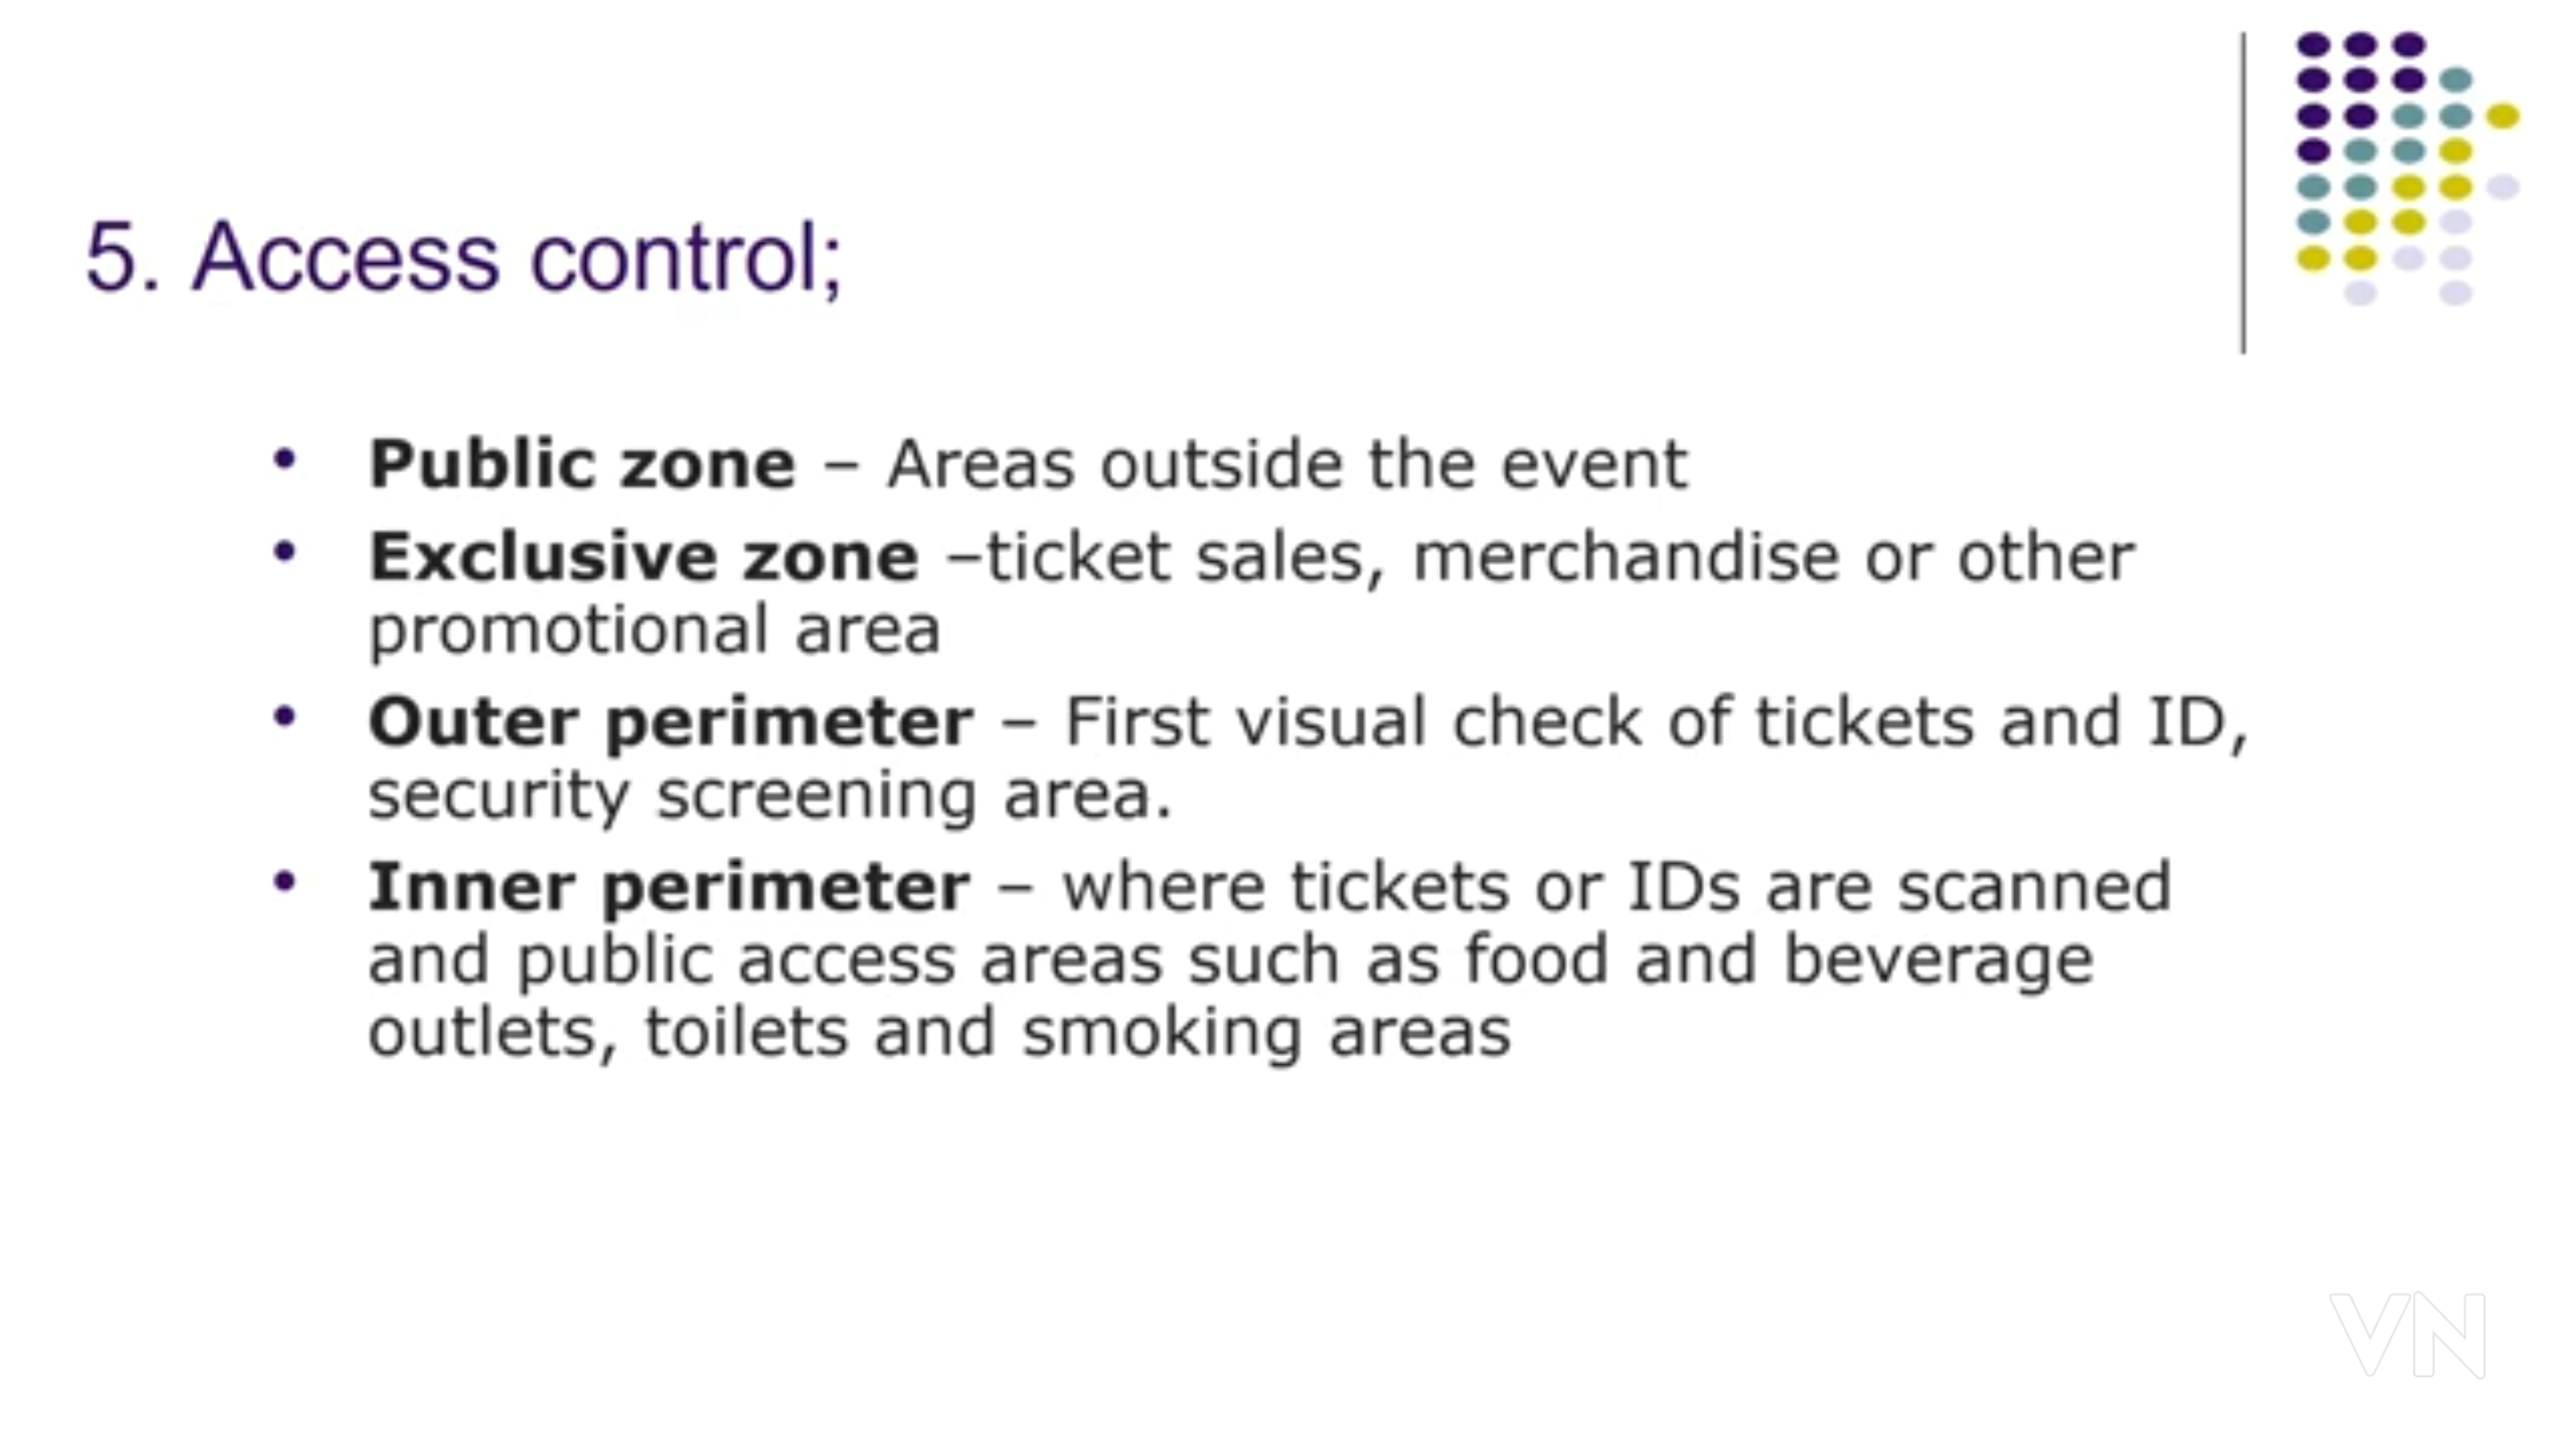 5. Access control;
• Public zone – Areas outside the event
• Exclusive zone –ticket sales, merchandise or other
promotional area
• Outer perimeter – First visual check of tickets and ID,
security screening area.
• Inner perimeter – where tickets or IDs are scanned
and public access areas such as food and beverage
outlets, toilets and smoking areas
VN